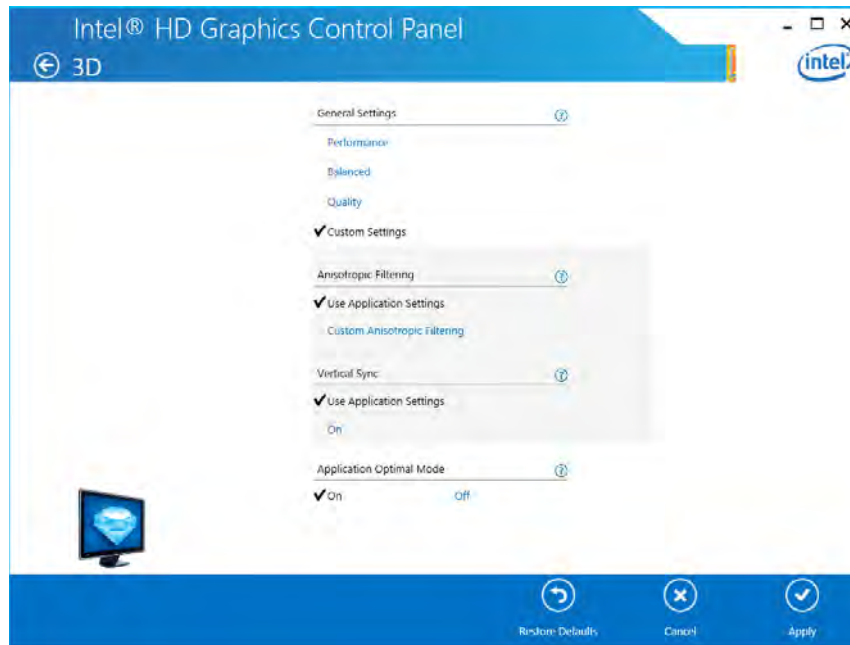 Intel® HD Graphics Control Panel
3D
intel
General Settings
Performance
Balanced
Quality
✔Custom Settings
Anisotropic Filtering
✔Use Application Settings
Custom Anisotropic Filtering
Vertical Sync
✔Use Application Settings
On
Application Optimal Mode
✔On Off
Restore Defaults Cancel Apply